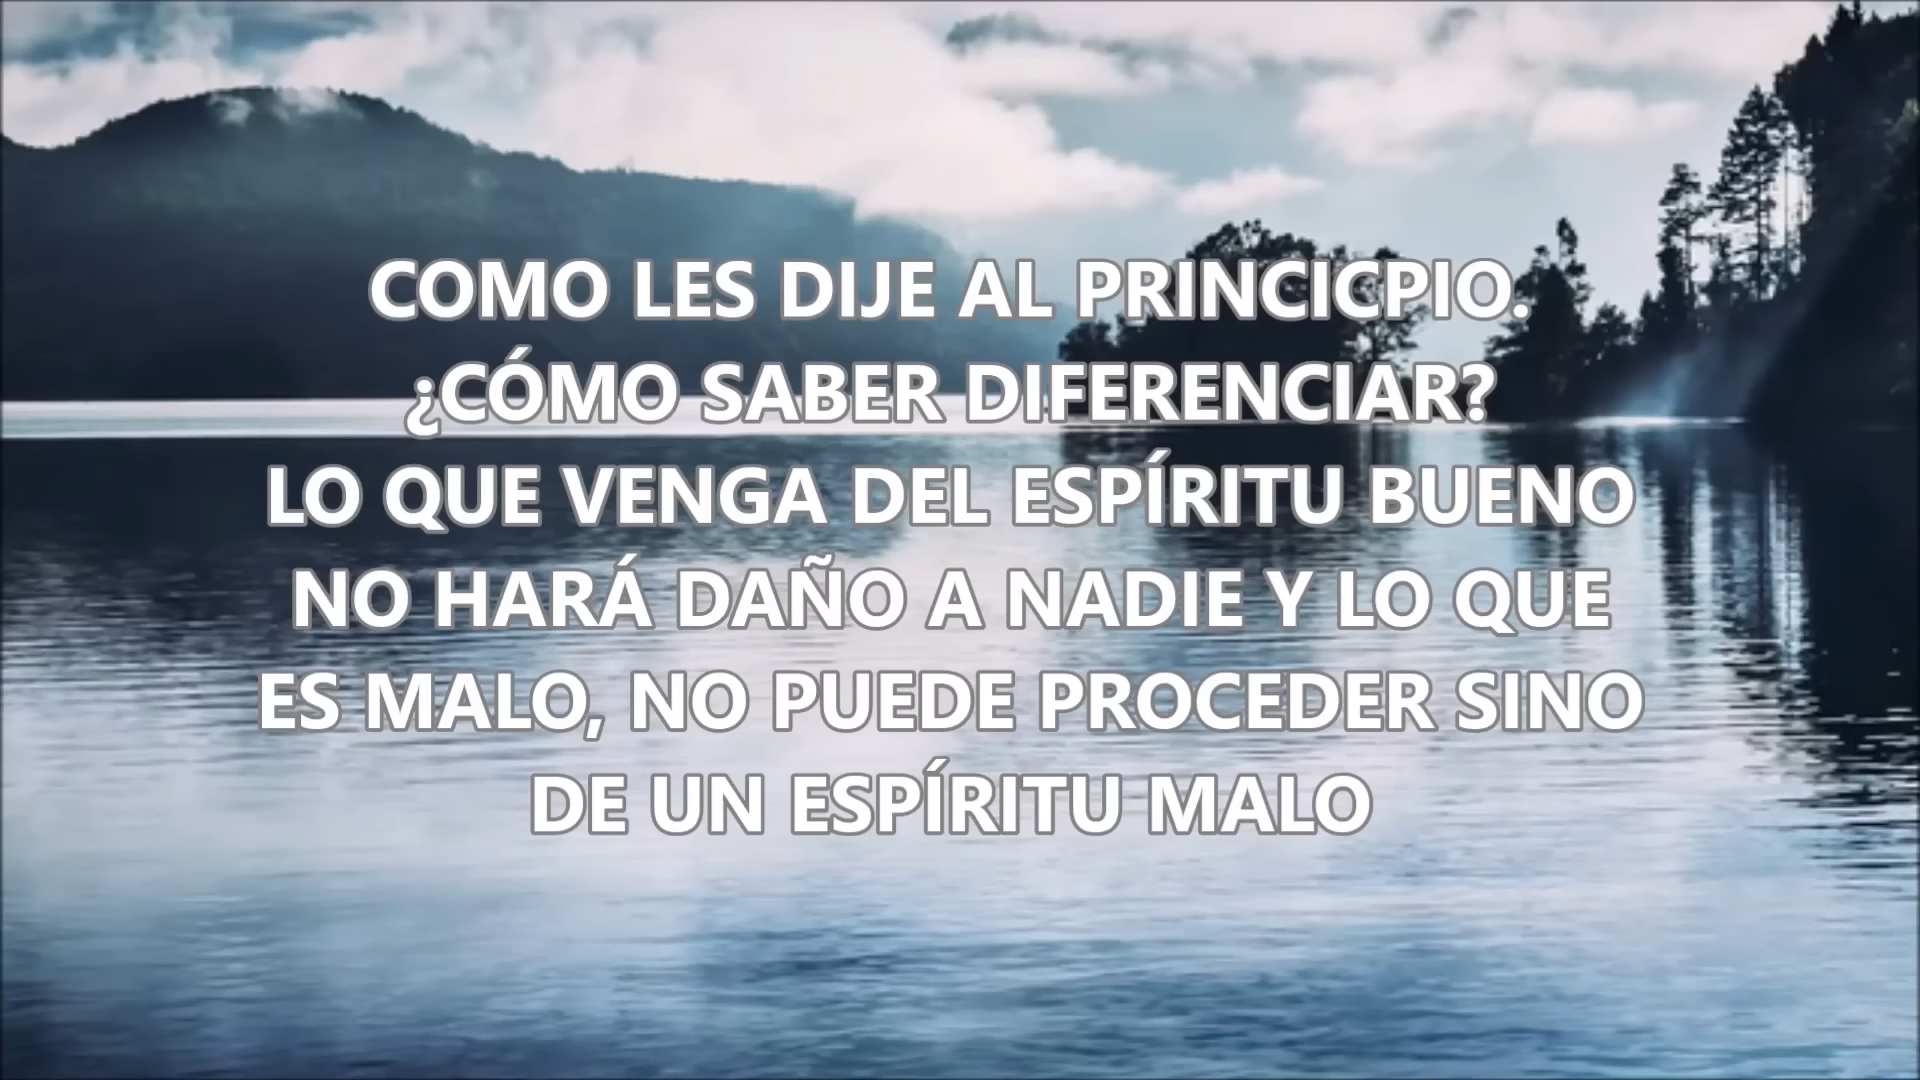 COMO LES DIJE AL PRINCICPIO.
¿CÓMO SABER DIFERENCIAR?
LO QUE VENGA DEL ESPÍRITU BUENO
NO HARÁ DAÑO A NADIE Y LO QUE
ES MALO, NO PUEDE PROCEDER SINO
DE UN ESPÍRITU MALO